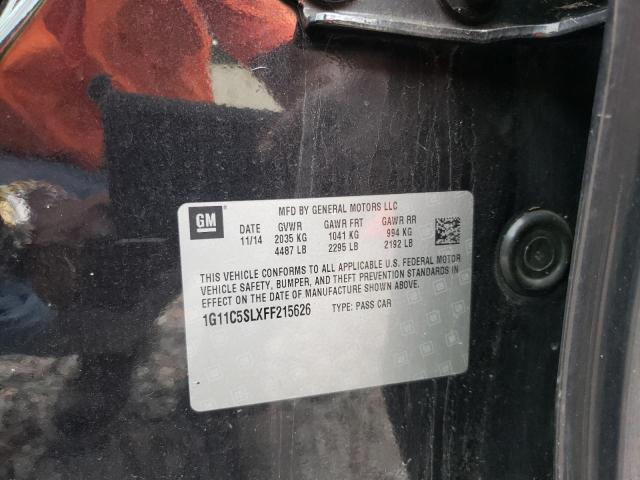 GM
MFD BY GENERAL MOTORS LLC
DATE GVWR GAWR FRT GAWR RR
11/14 2035 KG 1041 KG 994 KG
4487 LB 2295 LB 2192 LB
THIS VEHICLE CONFORMS TO ALL APPLICABLE U.S. FEDERAL MOTOR
VEHICLE SAFETY, BUMPER, AND THEFT PREVENTION STANDARDS IN
EFFECT ON THE DATE OF MANUFACTURE SHOWN ABOVE.
1G11C5SLXFF215626 TYPE: PASS CAR